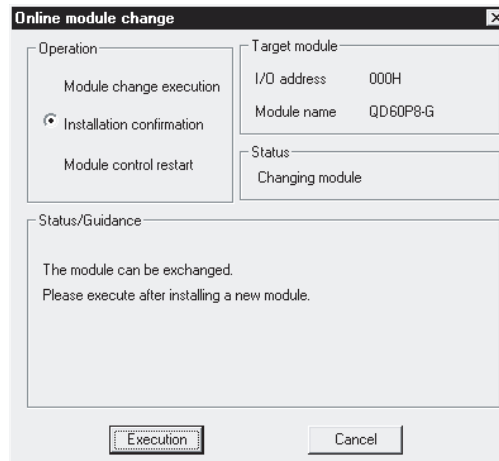 Online module change
Operation
Module change execution
Installation confirmation
Module control restart
Target module
I/O address 000H
Module name QD60P8-G
Status
Changing module
Status/Guidance
The module can be exchanged.
Please execute after installing a new module.
Execution Cancel